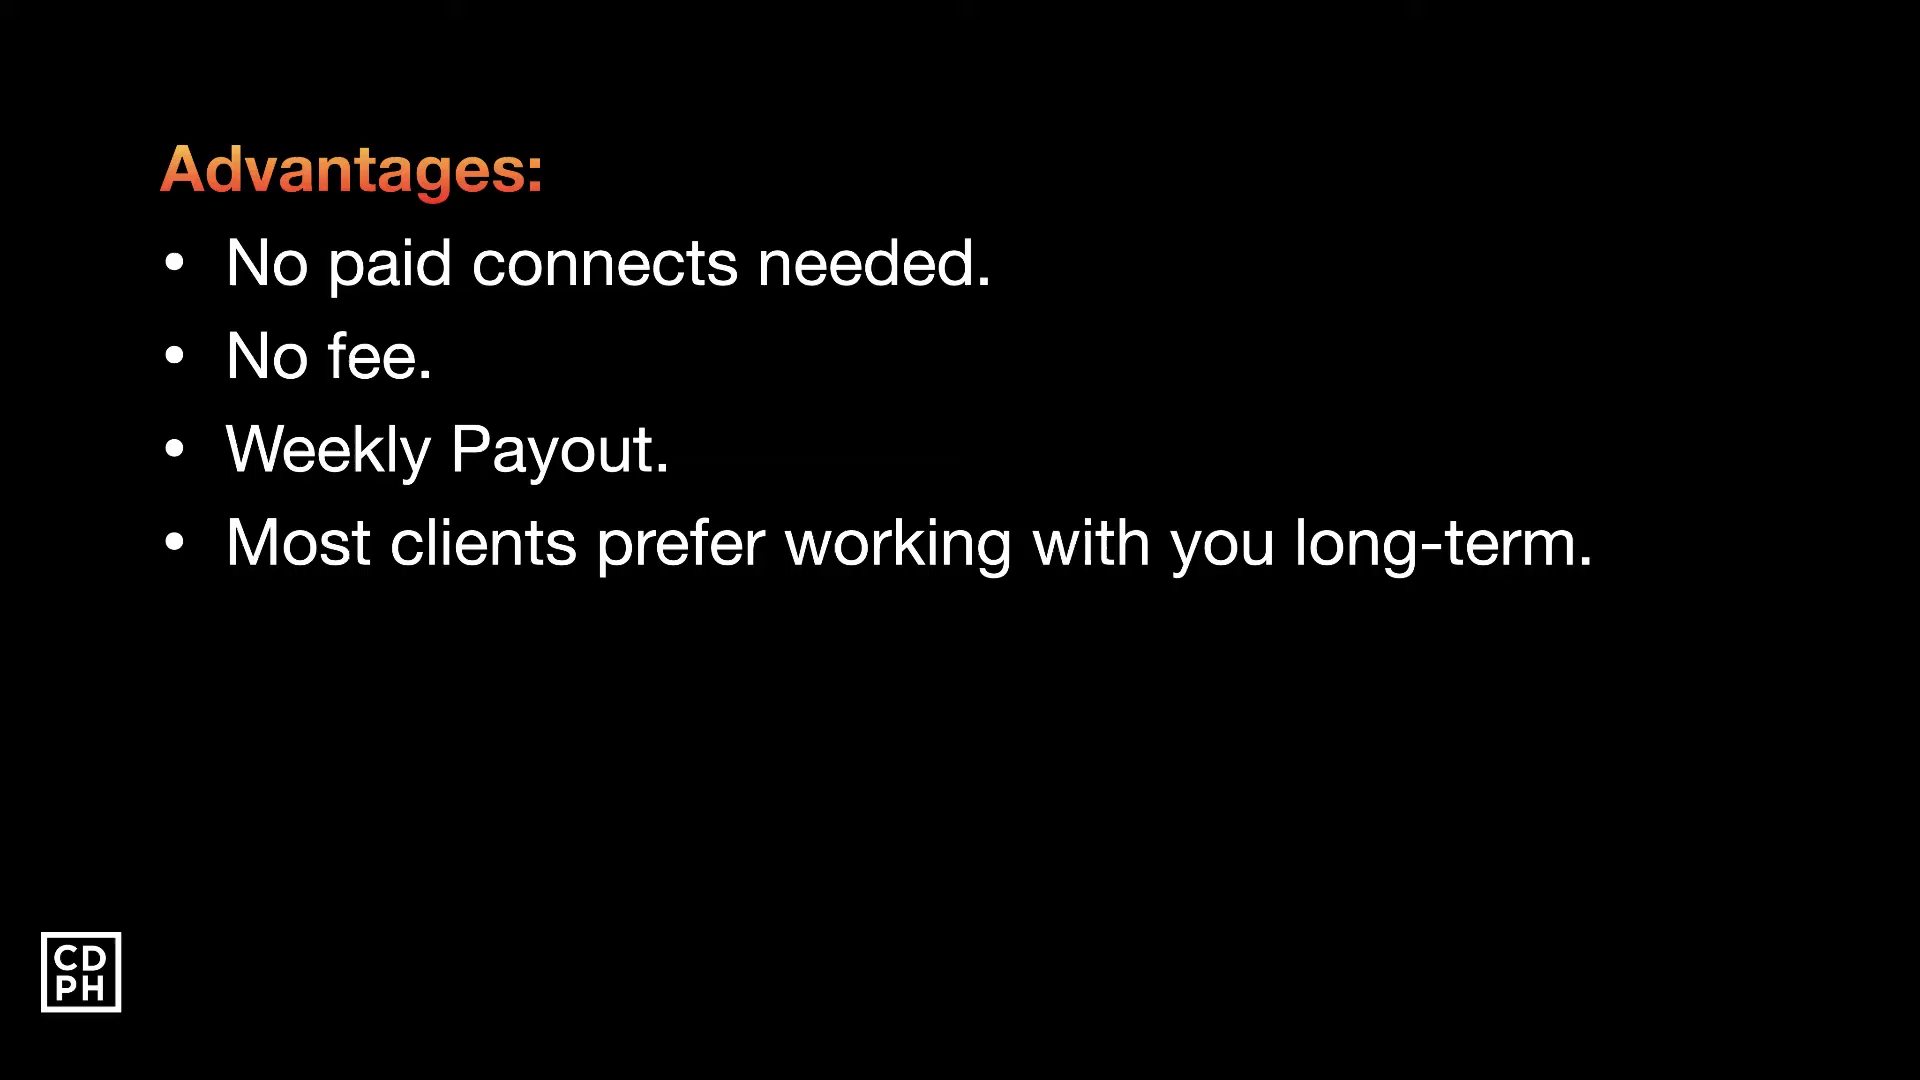 Advantages:
• No paid connects needed.
• No fee.
• Weekly Payout.
• Most clients prefer working with you long-term.
CD
PH